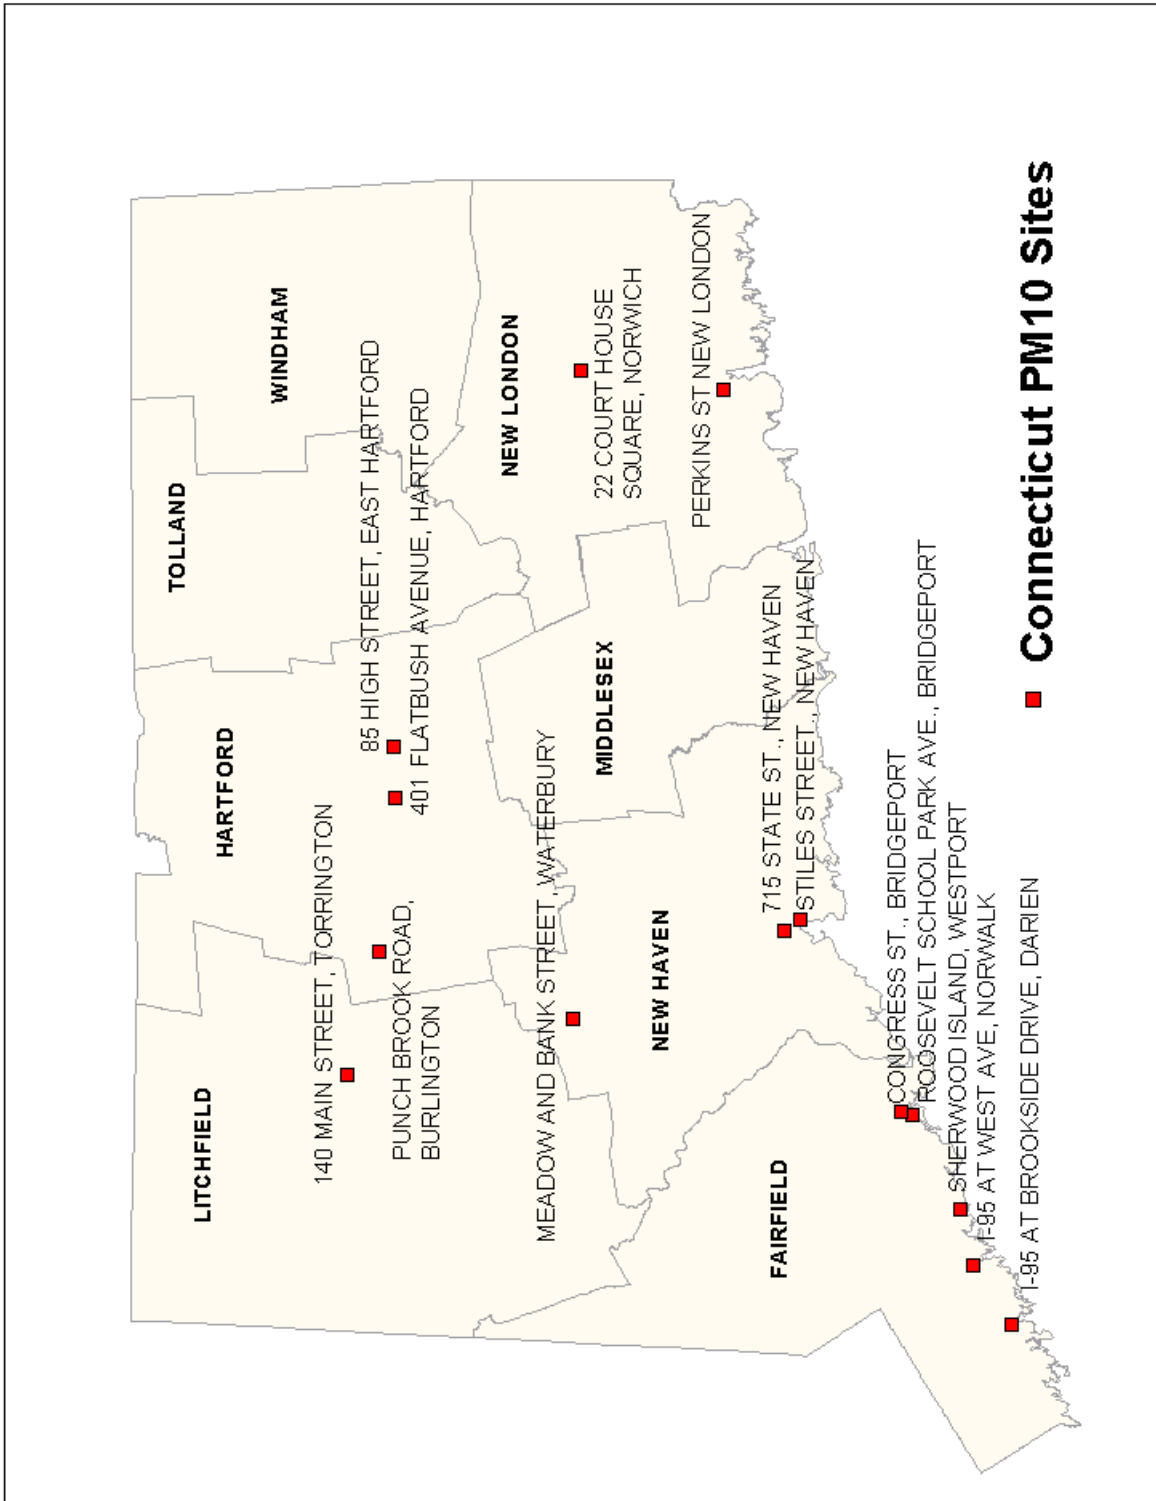 LITCHFIELD
HARTFORD
TOLLAND
WINDHAM
140 MAIN STREET, TORRINGTON
PUNCH BROOK ROAD,
BURLINGTON
85 HIGH STREET, EAST HARTFORD
401 FLATBUSH AVENUE, HARTFORD
NEW LONDON
22 COURT HOUSE
SQUARE, NORWICH
PERKINS ST NEW LONDON
MEADOW AND BANK STREET, WATERBURY
MIDDLESEX
NEW HAVEN
715 STATE ST., NEW HAVEN
STILES STREET., NEW HAVEN
FAIRFIELD
CONGRESS ST., BRIDGEPORT
ROOSEVELT SCHOOL PARK AVE., BRIDGEPORT
SHERWOOD ISLAND, WESTPORT
I-95 AT WEST AVE, NORWALK
I-95 AT BROOKSIDE DRIVE, DARIEN
Connecticut PM10 Sites